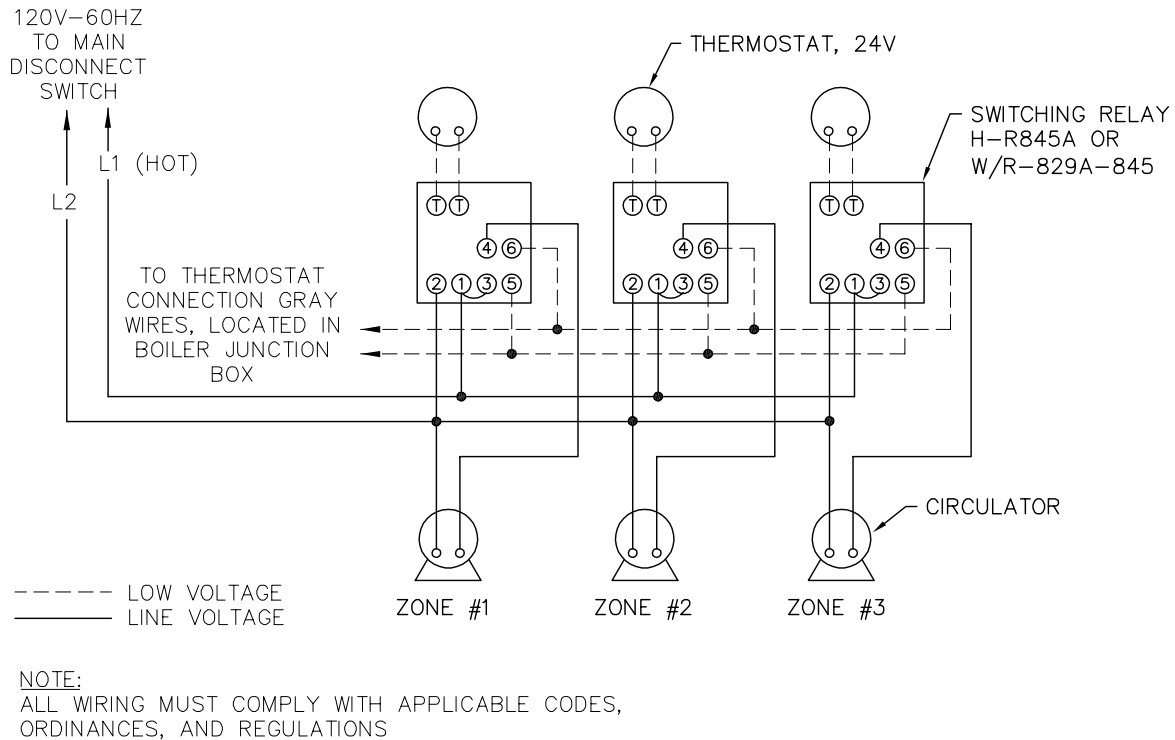 120V-60HZ
TO MAIN
DISCONNECT
SWITCH
L1 (HOT)
L2
THERMOSTAT, 24V
SWITCHING RELAY
H-R845A OR
W/R-829A-845
T T
T T
T T
4 6
4 6
4 6
2 1 3 5
2 1 3 5
2 1 3 5
TO THERMOSTAT
CONNECTION GRAY
WIRES, LOCATED IN
BOILER JUNCTION
BOX
CIRCULATOR
ZONE #1
ZONE #2
ZONE #3
LOW VOLTAGE
LINE VOLTAGE
NOTE:
ALL WIRING MUST COMPLY WITH APPLICABLE CODES,
ORDINANCES, AND REGULATIONS